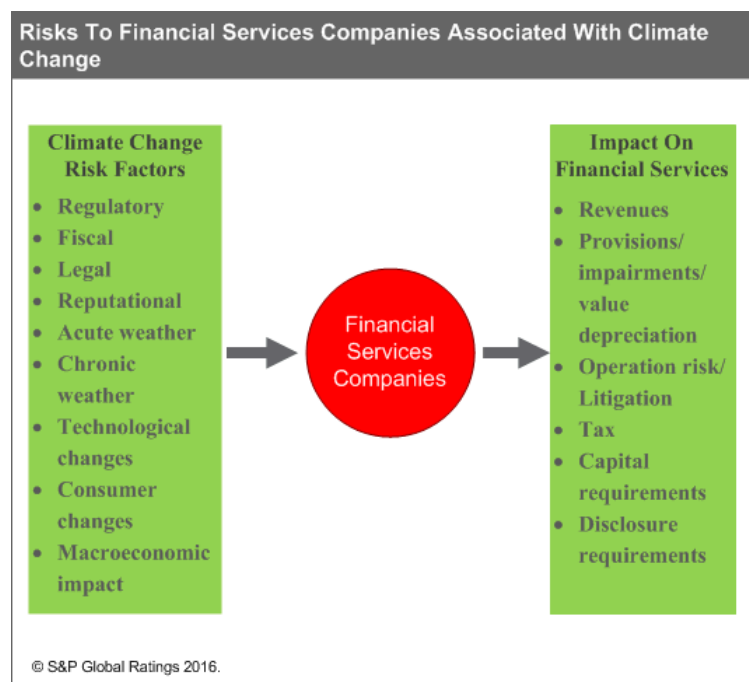 Risks To Financial Services Companies Associated With Climate
Change
Climate Change
Risk Factors
• Regulatory
• Fiscal
• Legal
• Reputational
• Acute weather
• Chronic
weather
• Technological
changes
• Consumer
changes
• Macroeconomic
impact
Financial
Services
Companies
Impact On
Financial Services
• Revenues
• Provisions/
impairments/
value
depreciation
• Operation risk/
Litigation
• Tax
• Capital
requirements
• Disclosure
requirements
© S&P Global Ratings 2016.